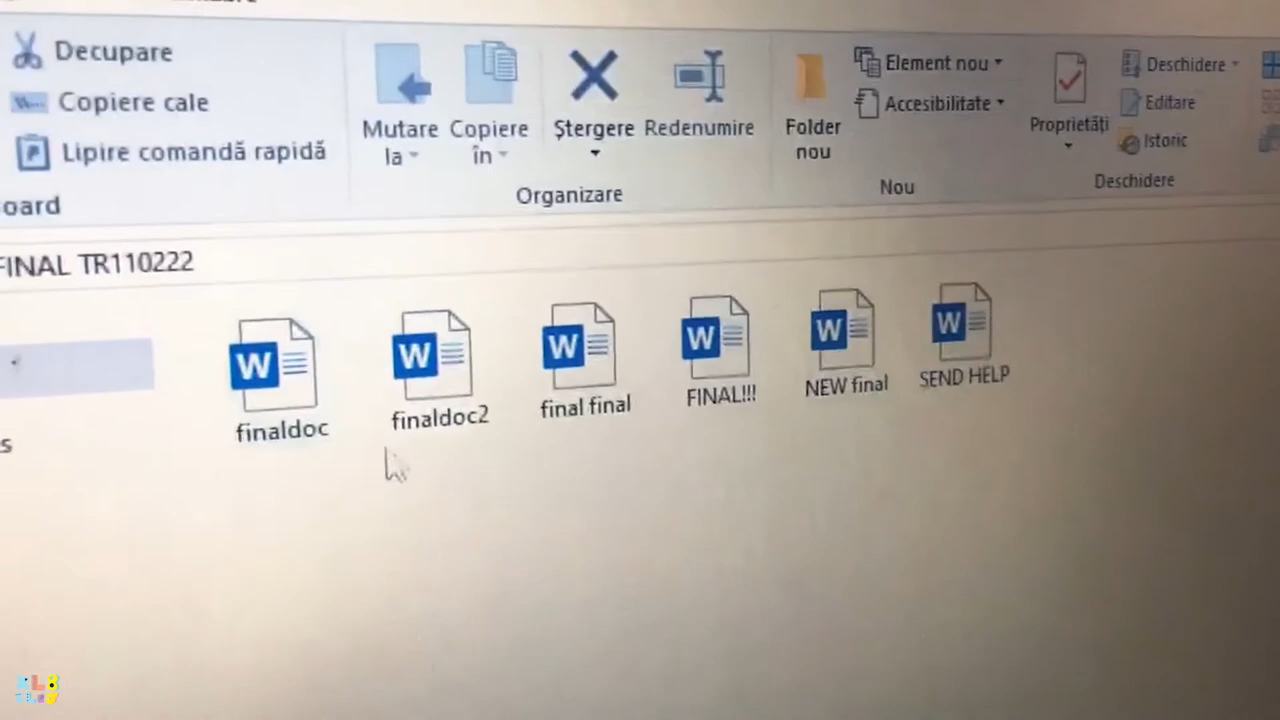 Decupare
Copiere cale
Lipire comandă rapidă
oard
Mutare
la
Copiere
în
Ștergere
Redenumire
Organizare
Folder
nou
Element nou
Accesibilitate
Nou
Proprietăți
Deschidere
Editare
Istoric
Deschidere
FINAL TR110222
s
finaldoc
finaldoc2
final final
FINAL!!!
NEW final
SEND HELP